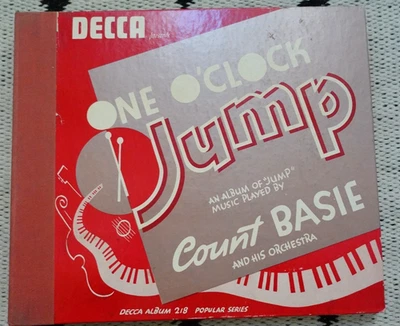 DECCA
presents
ONE O'CLOCK
Jump
AN ALBUM OF "JUMP"
MUSIC PLAYED BY
Count BASIE
AND HIS ORCHESTRA
DECCA ALBUM 218 POPULAR SERIES